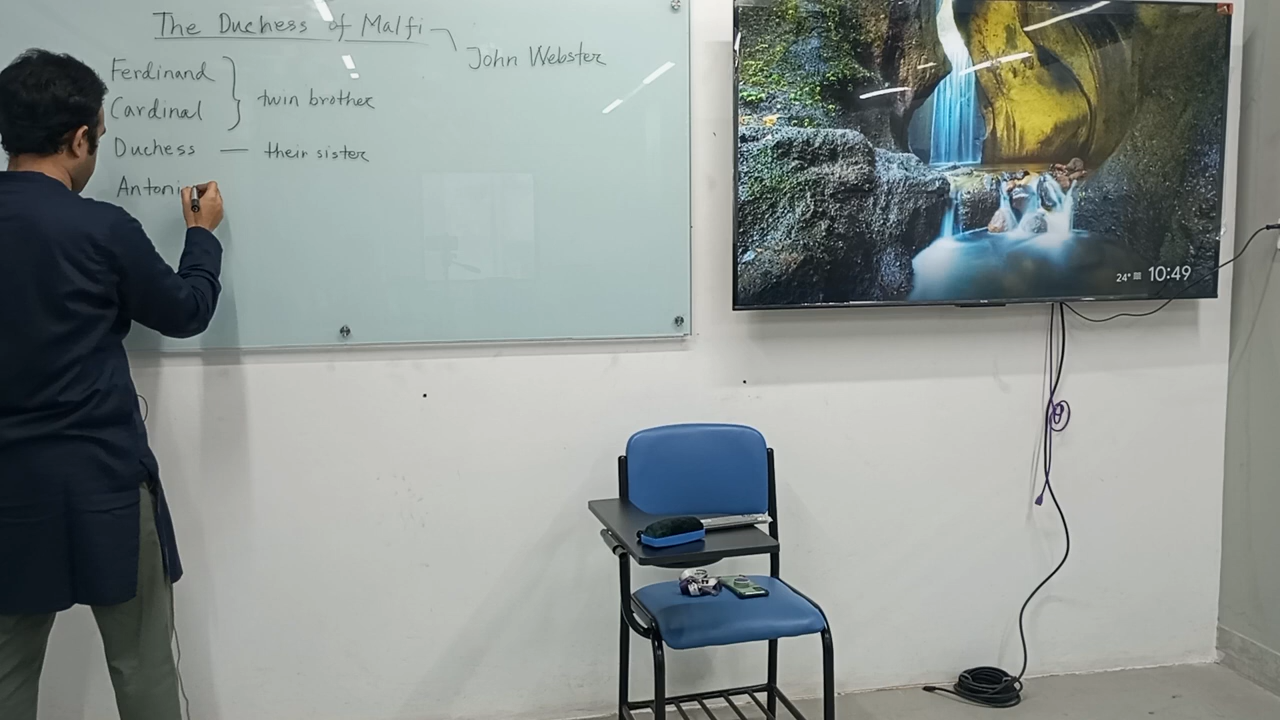 The Duchess of Malfi
John Webster
Ferdinand
Cardinal
twin brother
Duchess — their sister
Antoni
24° 10:49